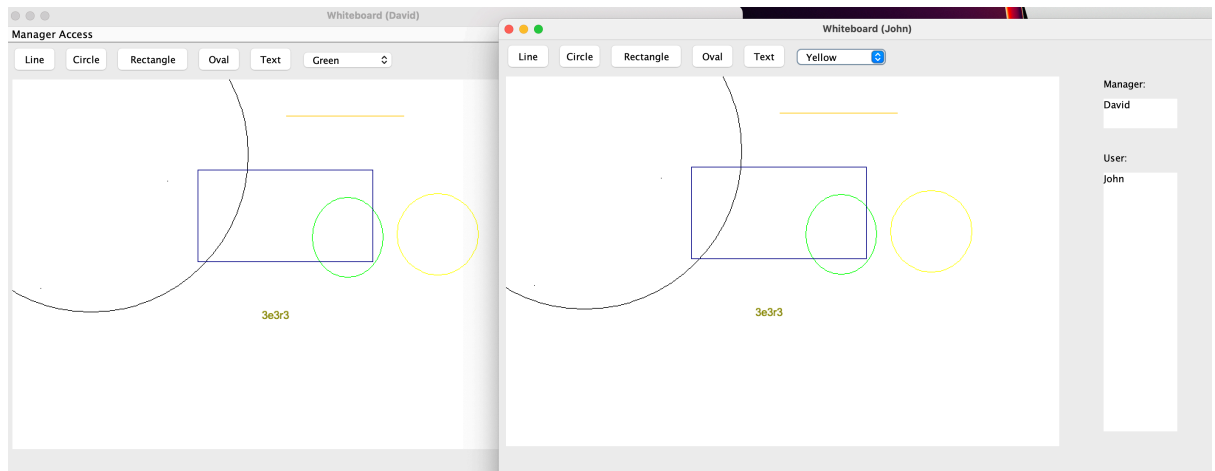 Whiteboard (David)
Manager Access
Line Circle Rectangle Oval Text Green
3e3r3
Whiteboard (John)
Line Circle Rectangle Oval Text Yellow
Manager:
David
User:
John
3e3r3